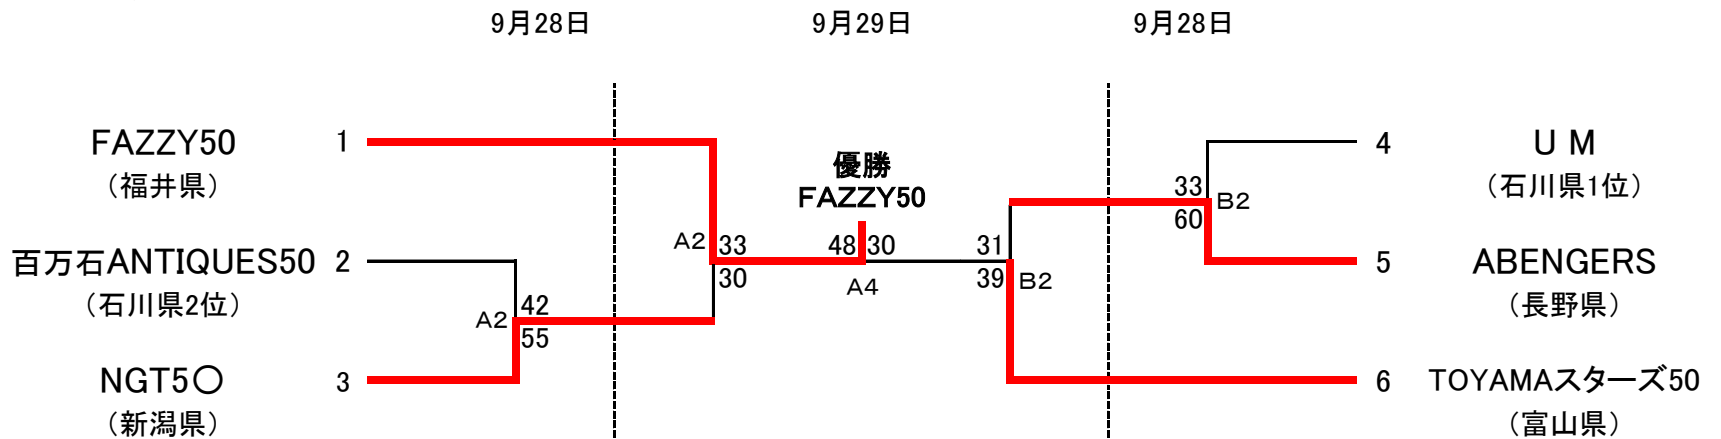 9月28日
9月29日
9月28日
FAZZY50
1
（福井県）
百万石ANTIQUES50
2
（石川県2位）
NGT5〇
3
（新潟県）
A2
42
55
A2
33
30
優勝
FAZZY50
48
30
A4
31
39
B2
33
60
B2
4
U M
（石川県1位）
5
ABENGERS
（長野県）
6
TOYAMAスターズ50
（富山県）